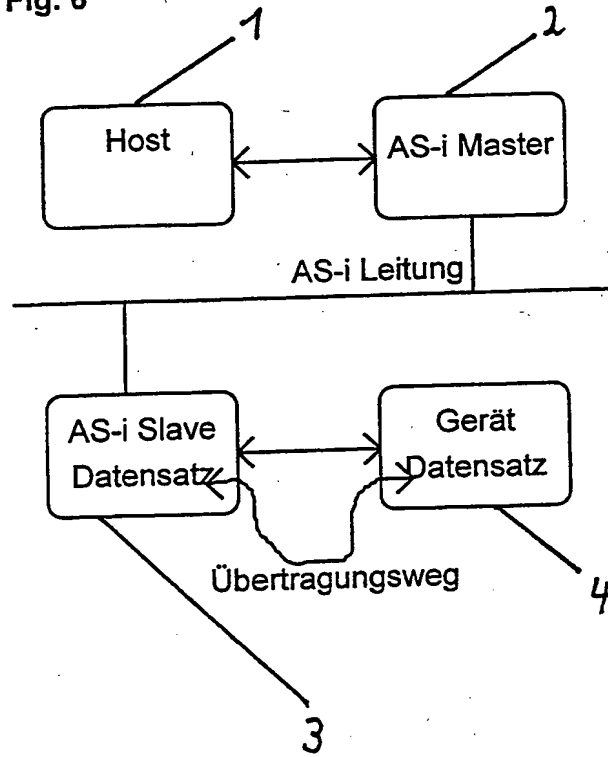 Fig. 6
1
2
Host
AS-i Master
AS-i Leitung
AS-i Slave
Datensatz
Gerät
Datensatz
Übertragungsweg
4
3